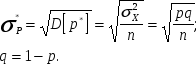 σ*_P = √D[p*] = √(σ²_X / n) = √(pq / n),
q = 1 − p.